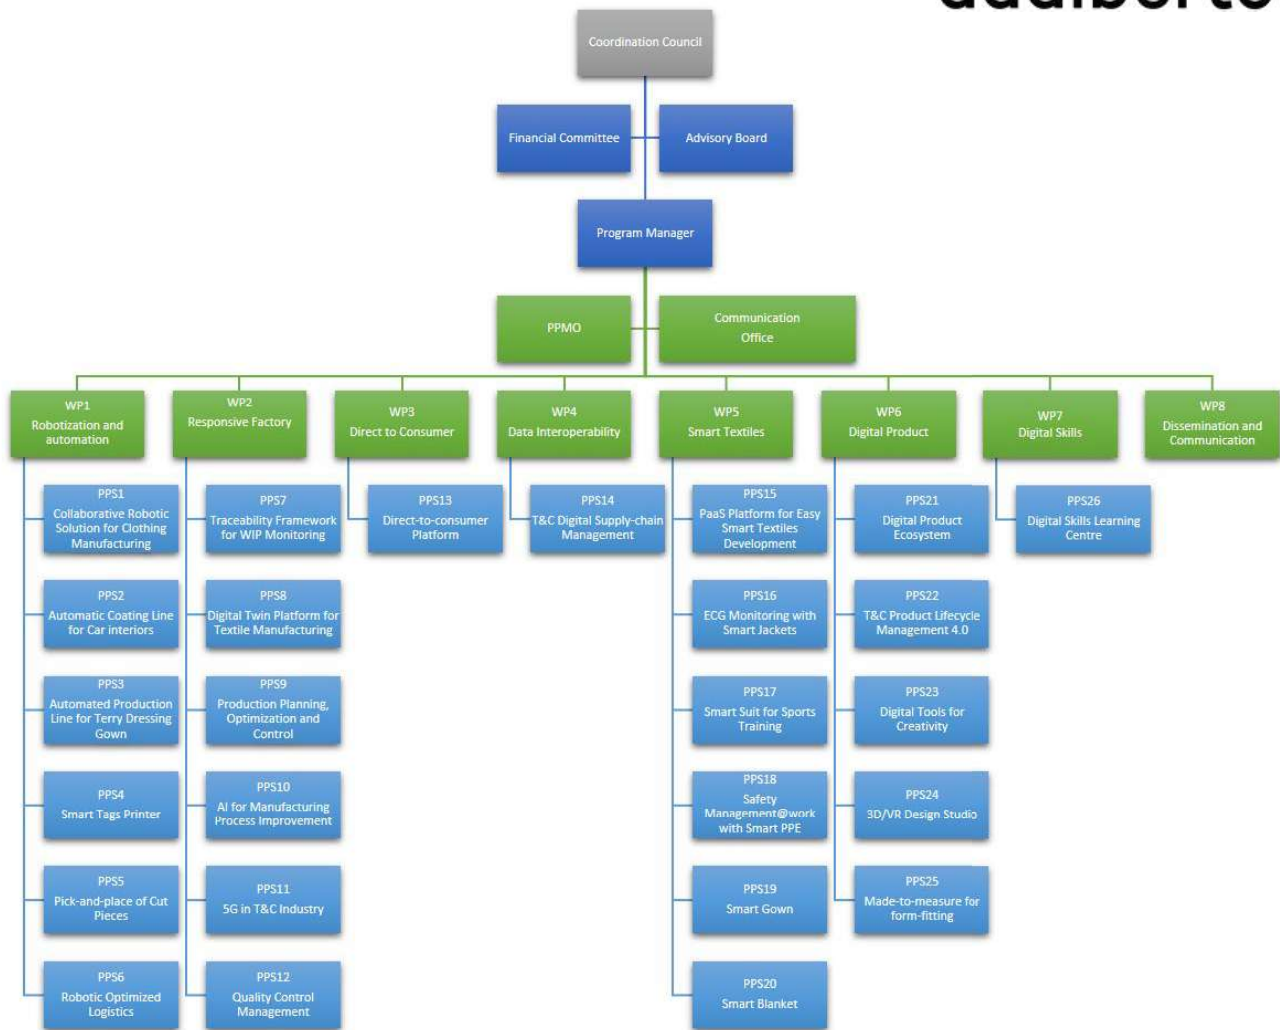 Coordination Council
Financial Committee
Advisory Board
Program Manager
PPMO
Communication
Office
WP1
Robotization and
automation
WP2
Responsive Factory
WP3
Direct to Consumer
WP4
Data Interoperability
WP5
Smart Textiles
WP6
Digital Product
WP7
Digital Skills
WP8
Dissemination and
Communication
PPS1
Collaborative Robotic
Solution for Clothing
Manufacturing
PPS7
Traceability Framework
for WIP Monitoring
PPS13
Direct-to-consumer
Platform
PPS14
T&C Digital Supply-chain
Management
PPS15
PaaS Platform for Easy
Smart Textiles
Development
PPS21
Digital Product
Ecosystem
PPS26
Digital Skills Learning
Centre
PPS2
Automatic Coating Line
for Car interiors
PPS8
Digital Twin Platform for
Textile Manufacturing
PPS16
ECG Monitoring with
Smart Jackets
PPS22
T&C Product Lifecycle
Management 4.0
PPS3
Automated Production
Line for Terry Dressing
Gown
PPS9
Production Planning,
Optimization and
Control
PPS17
Smart Suit for Sports
Training
PPS23
Digital Tools for
Creativity
PPS4
Smart Tags Printer
PPS10
AI for Manufacturing
Process Improvement
PPS18
Safety
Management@work
with Smart PPE
PPS24
3D/VR Design Studio
PPS5
Pick-and-place of Cut
Pieces
PPS11
5G in T&C Industry
PPS19
Smart Gown
PPS25
Made-to-measure for
form-fitting
PPS6
Robotic Optimized
Logistics
PPS12
Quality Control
Management
PPS20
Smart Blanket